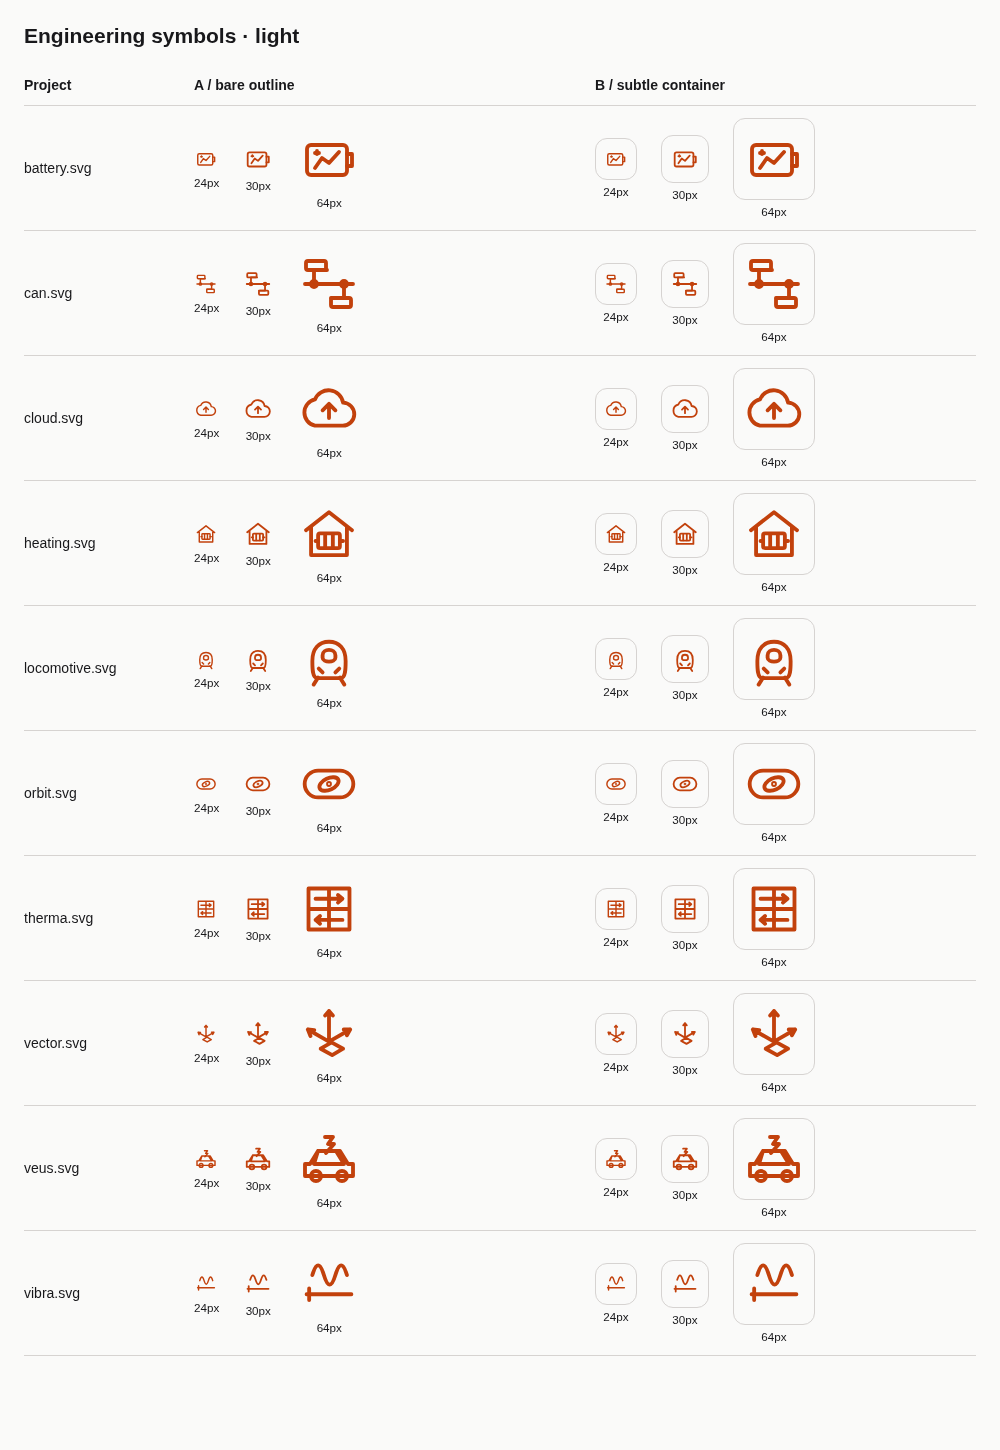 Engineering symbols · light
Project A / bare outline B / subtle container
battery.svg
24px 30px 64px 24px 30px 64px
can.svg
24px 30px 64px 24px 30px 64px
cloud.svg
24px 30px 64px 24px 30px 64px
heating.svg
24px 30px 64px 24px 30px 64px
locomotive.svg
24px 30px 64px 24px 30px 64px
orbit.svg
24px 30px 64px 24px 30px 64px
therma.svg
24px 30px 64px 24px 30px 64px
vector.svg
24px 30px 64px 24px 30px 64px
veus.svg
24px 30px 64px 24px 30px 64px
vibra.svg
24px 30px 64px 24px 30px 64px